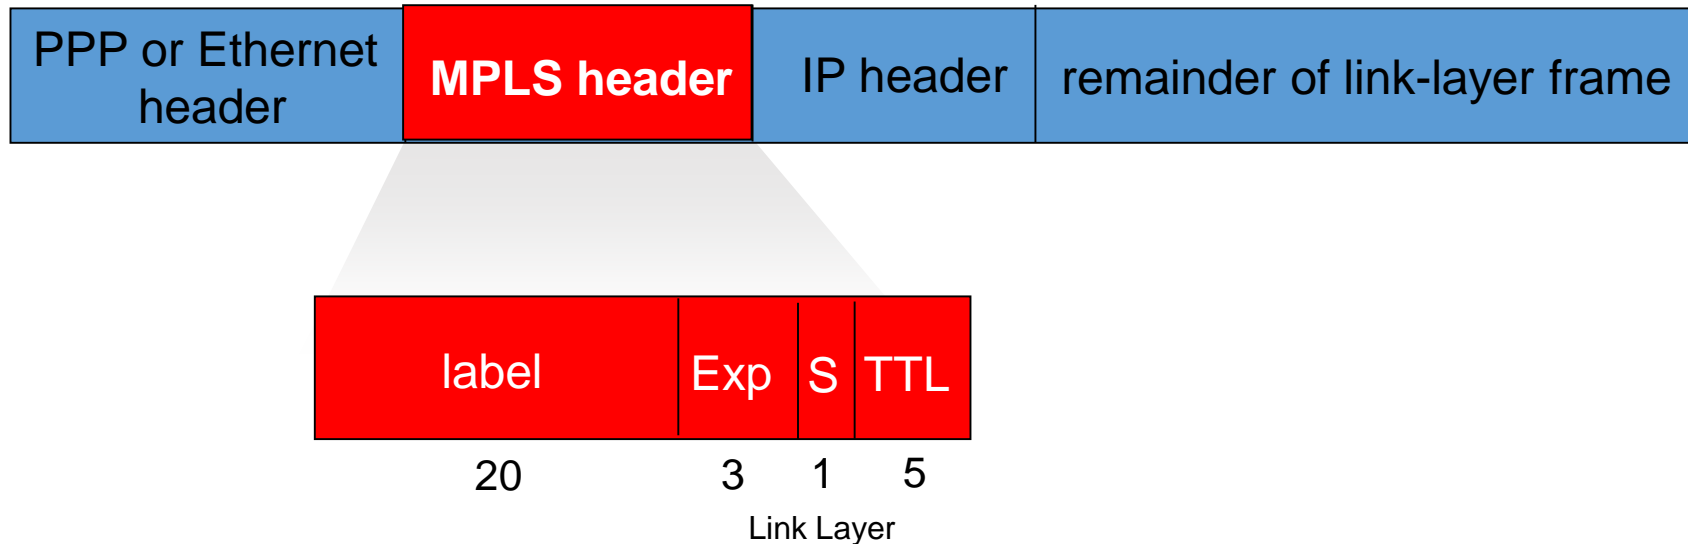 PPP or Ethernet
header
MPLS header
IP header
remainder of link-layer frame
label
Exp
S
TTL
20
3
1
5
Link Layer